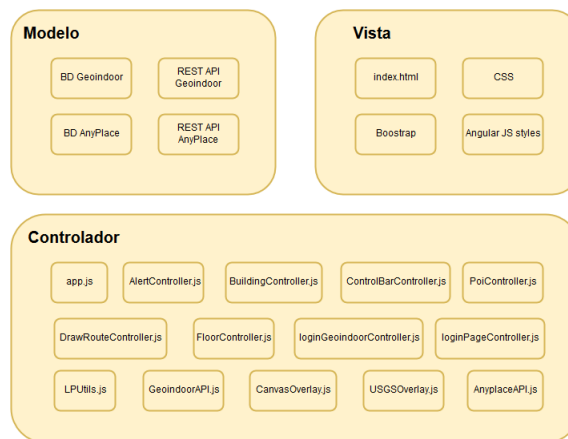 Modelo
BD Geoindoor
REST API
Geoindoor
BD AnyPlace
REST API
AnyPlace
Vista
index.html
CSS
Boostrap
Angular JS styles
Controlador
app.js
AlertController.js
BuildingController.js
ControlBarController.js
PoiController.js
DrawRouteController.js
FloorController.js
loginGeoindoorController.js
loginPageController.js
LPUtils.js
GeoindoorAPI.js
CanvasOverlay.js
USGSOverlay.js
AnyplaceAPI.js